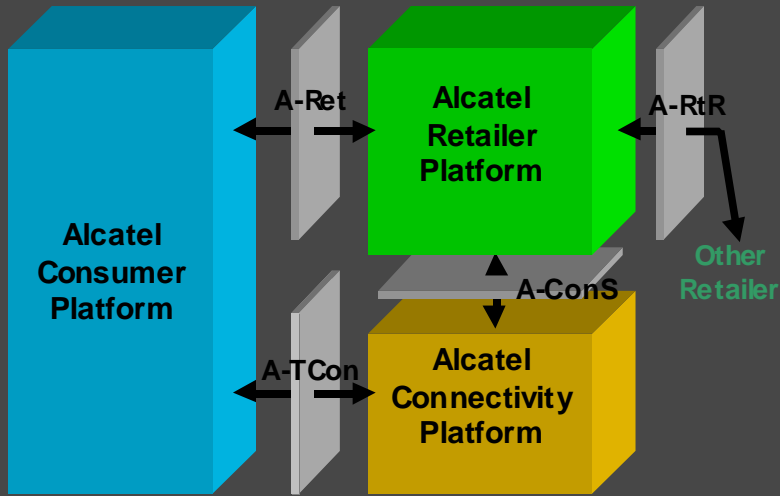 A-Ret
Alcatel
Retailer
Platform
A-RtR
Alcatel
Consumer
Platform
Other
Retailer
A-ConS
A-TCon
Alcatel
Connectivity
Platform